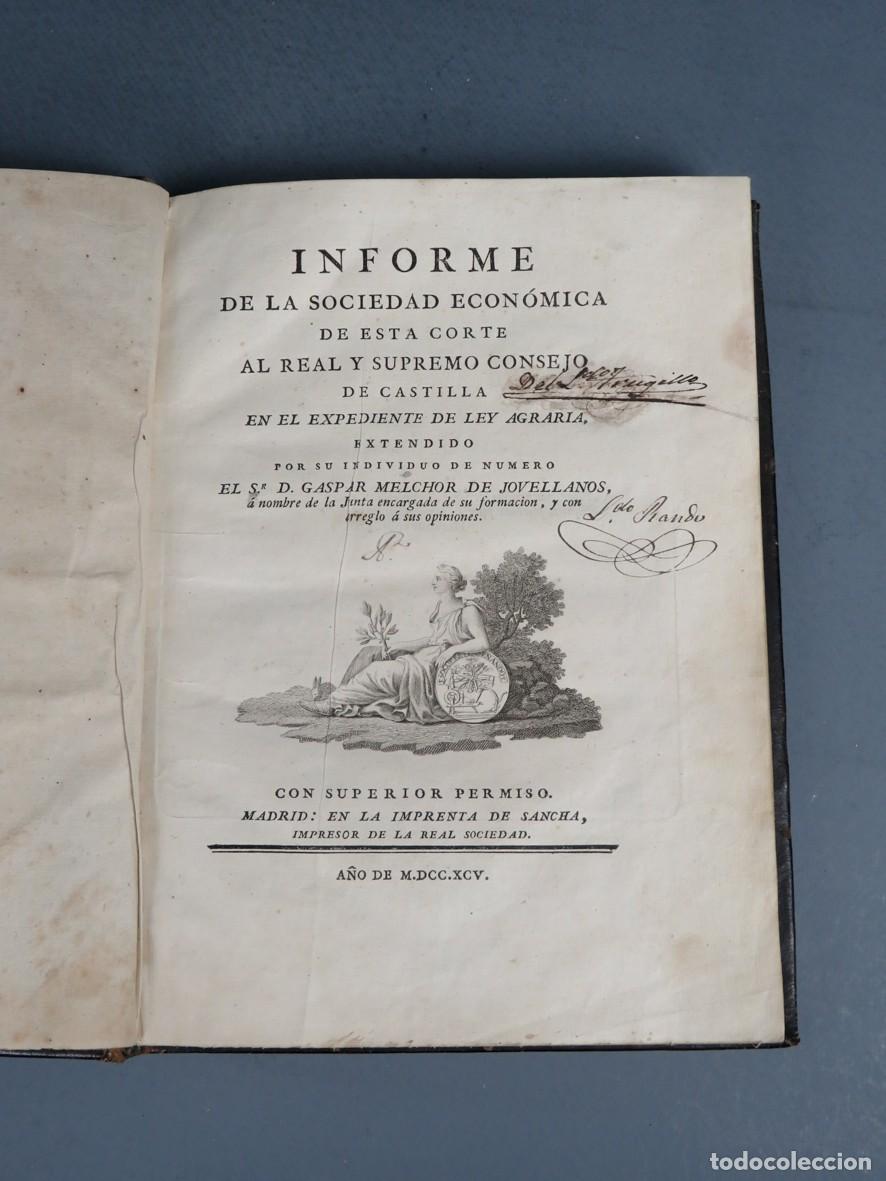 INFORME
DE LA SOCIEDAD ECONÓMICA
DE ESTA CORTE
AL REAL Y SUPREMO CONSEJO
DE CASTILLA
EN EL EXPEDIENTE DE LEY AGRARIA,
EXTENDIDO
POR SU INDIVIDUO DE NUMERO
EL S.R D. GASPAR MELCHOR DE JOVELLANOS,
á nombre de la Junta encargada de su formacion, y con
arreglo á sus opiniones.
L.do Rando
CON SUPERIOR PERMISO.
MADRID: EN LA IMPRENTA DE SANCHA,
IMPRESOR DE LA REAL SOCIEDAD.
AÑO DE M.DCC.XCV.
todocoleccion